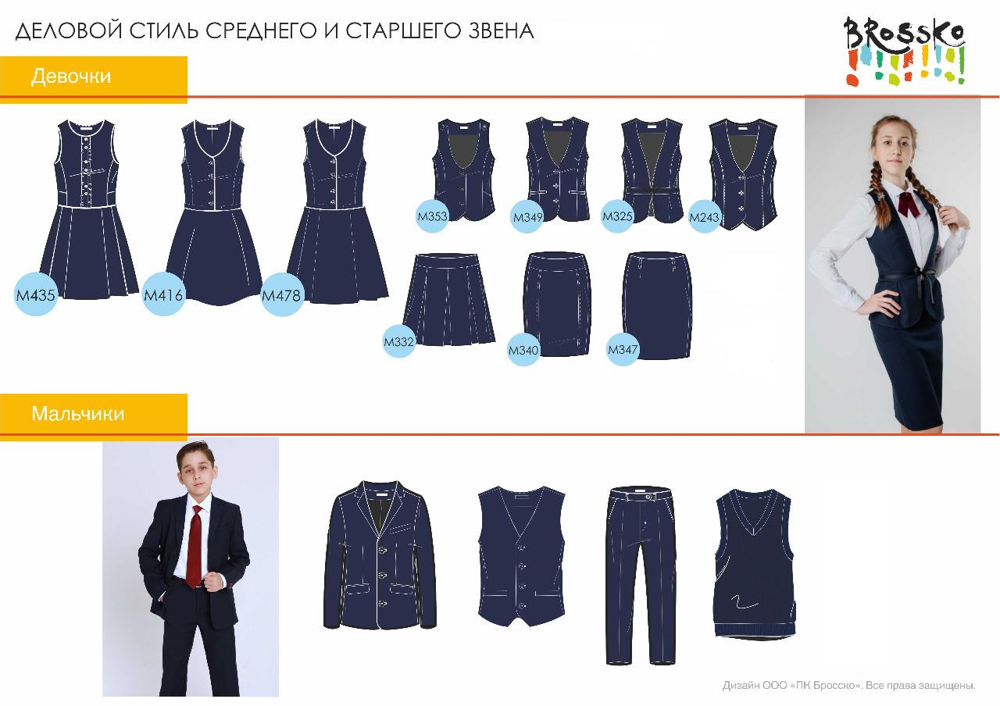 ДЕЛОВОЙ СТИЛЬ СРЕДНЕГО И СТАРШЕГО ЗВЕНА
BROSSKO
Девочки
M353
M349
M325
M243
M435
M416
M478
M332
M340
M347
Мальчики
Дизайн ООО «ПК Бросско». Все права защищены.